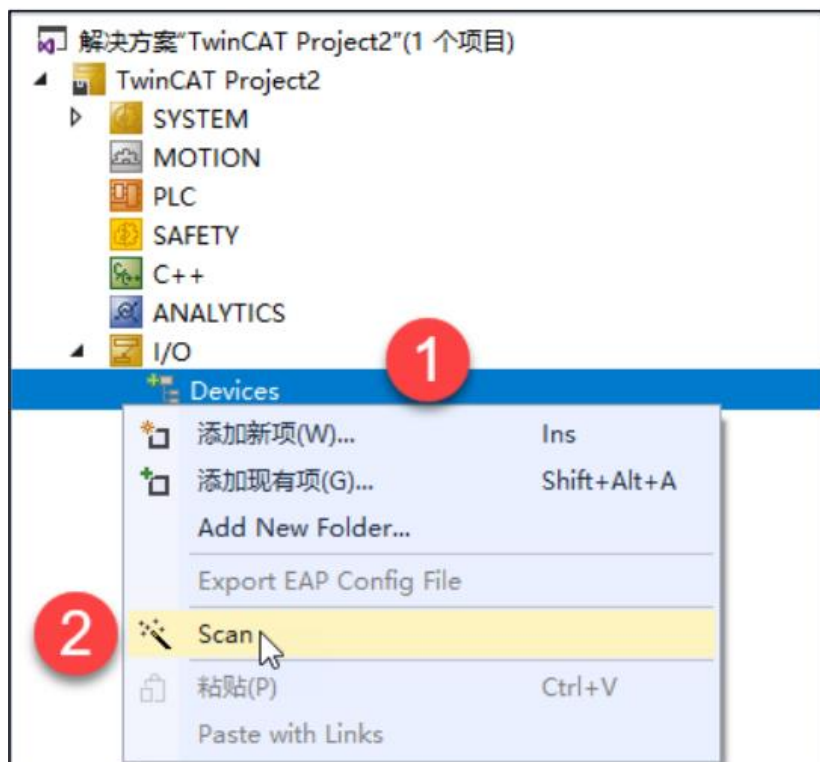 解决方案"TwinCAT Project2"(1 个项目)
TwinCAT Project2
SYSTEM
MOTION
PLC
SAFETY
C++
ANALYTICS
I/O
1
Devices
添加新项(W)... Ins
添加现有项(G)... Shift+Alt+A
Add New Folder...
Export EAP Config File
2 Scan
粘贴(P) Ctrl+V
Paste with Links